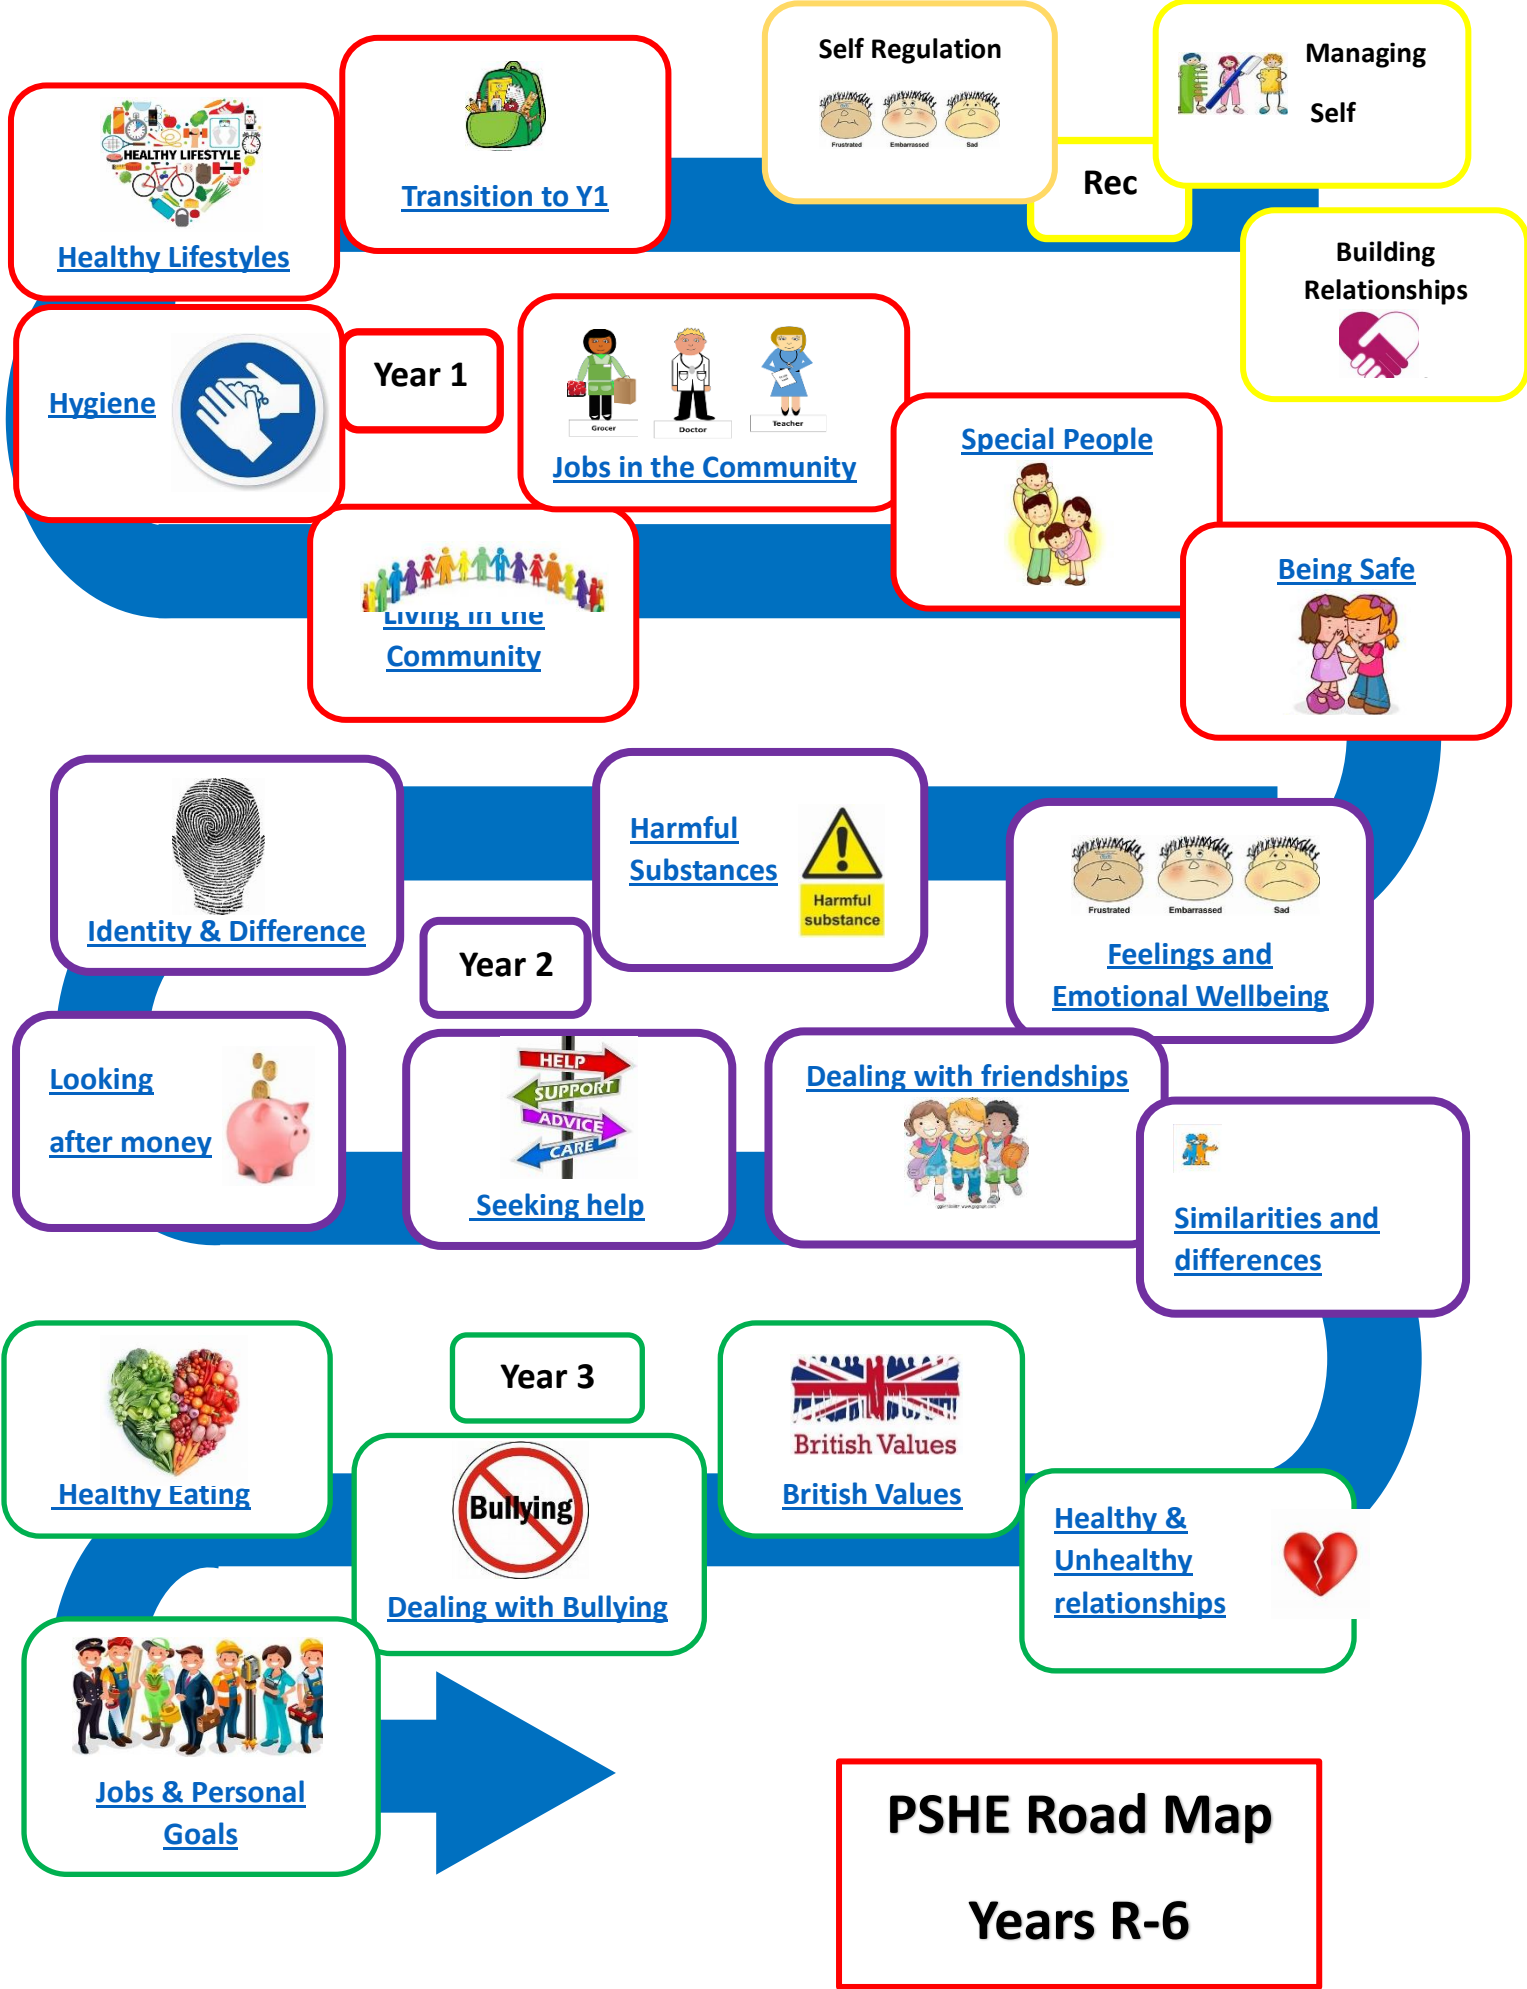 Self Regulation
Frustrated
Embarrassed
Sad
Managing
Self
Rec
Building
Relationships
Transition to Y1
HEALTHY LIFESTYLE
Healthy Lifestyles
Hygiene
Year 1
Grocer
Doctor
Teacher
Jobs in the Community
Special People
Being Safe
Living in the
Community
Identity & Difference
Harmful
Substances
Harmful
substance
Year 2
Frustrated
Embarrassed
Sad
Feelings and
Emotional Wellbeing
Looking
after money
HELP
SUPPORT
ADVICE
CARE
Seeking help
Dealing with friendships
Similarities and
differences
Healthy Eating
Year 3
Bullying
Dealing with Bullying
British Values
British Values
Healthy &
Unhealthy
relationships
Jobs & Personal
Goals
PSHE Road Map
Years R-6